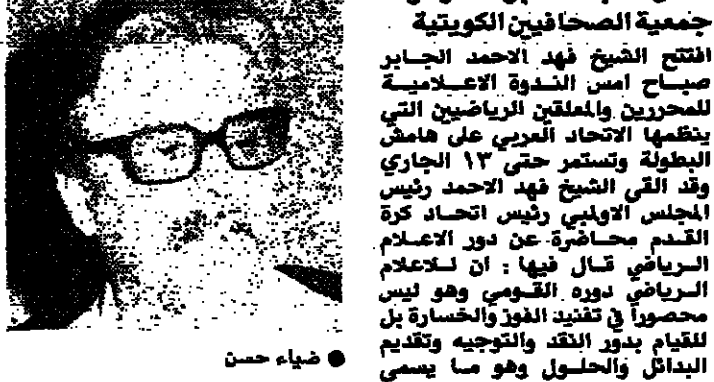 جمعية الصحافيين الكويتية
افتتح الشيخ فهد الاحمد الجابر
صباح امس الندوة الاعلامية
للمحررين والمعلقين الرياضيين التي
ينظمها الاتحاد العربي على هامش
البطولة وتستمر حتى ١٣ الجاري
وقد القى الشيخ فهد الاحمد رئيس
المجلس الاولمبي رئيس اتحاد كرة
القدم محاضرة عن دور الاعلام
الرياضي قال فيها : ان للاعلام
الرياضي دوره القومي وهو ليس
محصوراً في تفنيد الفوز والخسارة بل
للقيام بدور النقد والتوجيه وتقديم
البدائل والحلول وهو ما يسمى
● ضياء حسن